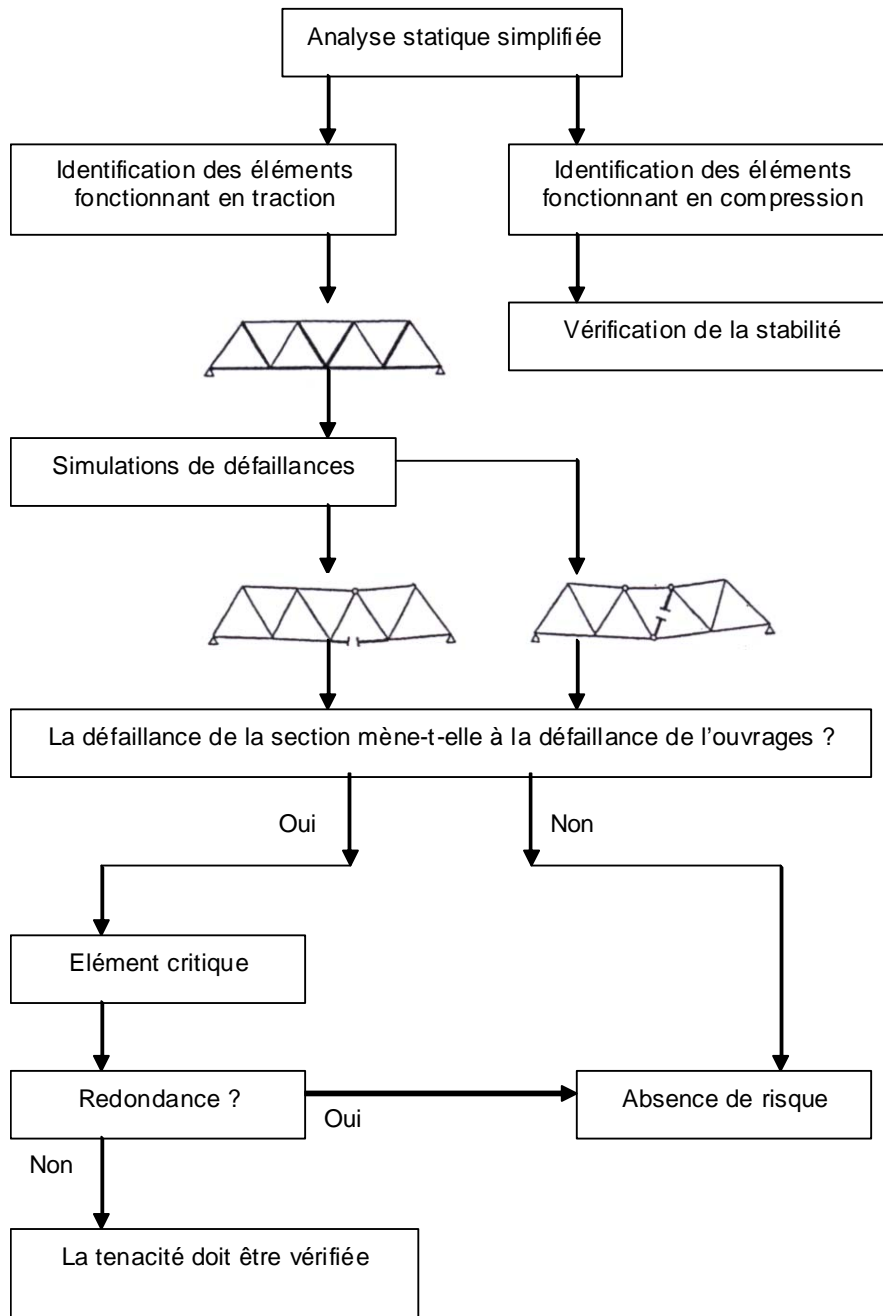 Analyse statique simplifiée
Identification des éléments
fonctionnant en traction
Identification des éléments
fonctionnant en compression
Vérification de la stabilité
Simulations de défaillances
La défaillance de la section mène-t-elle à la défaillance de l'ouvrages ?
Oui
Non
Elément critique
Redondance ?
Oui
Absence de risque
Non
La tenacité doit être vérifiée